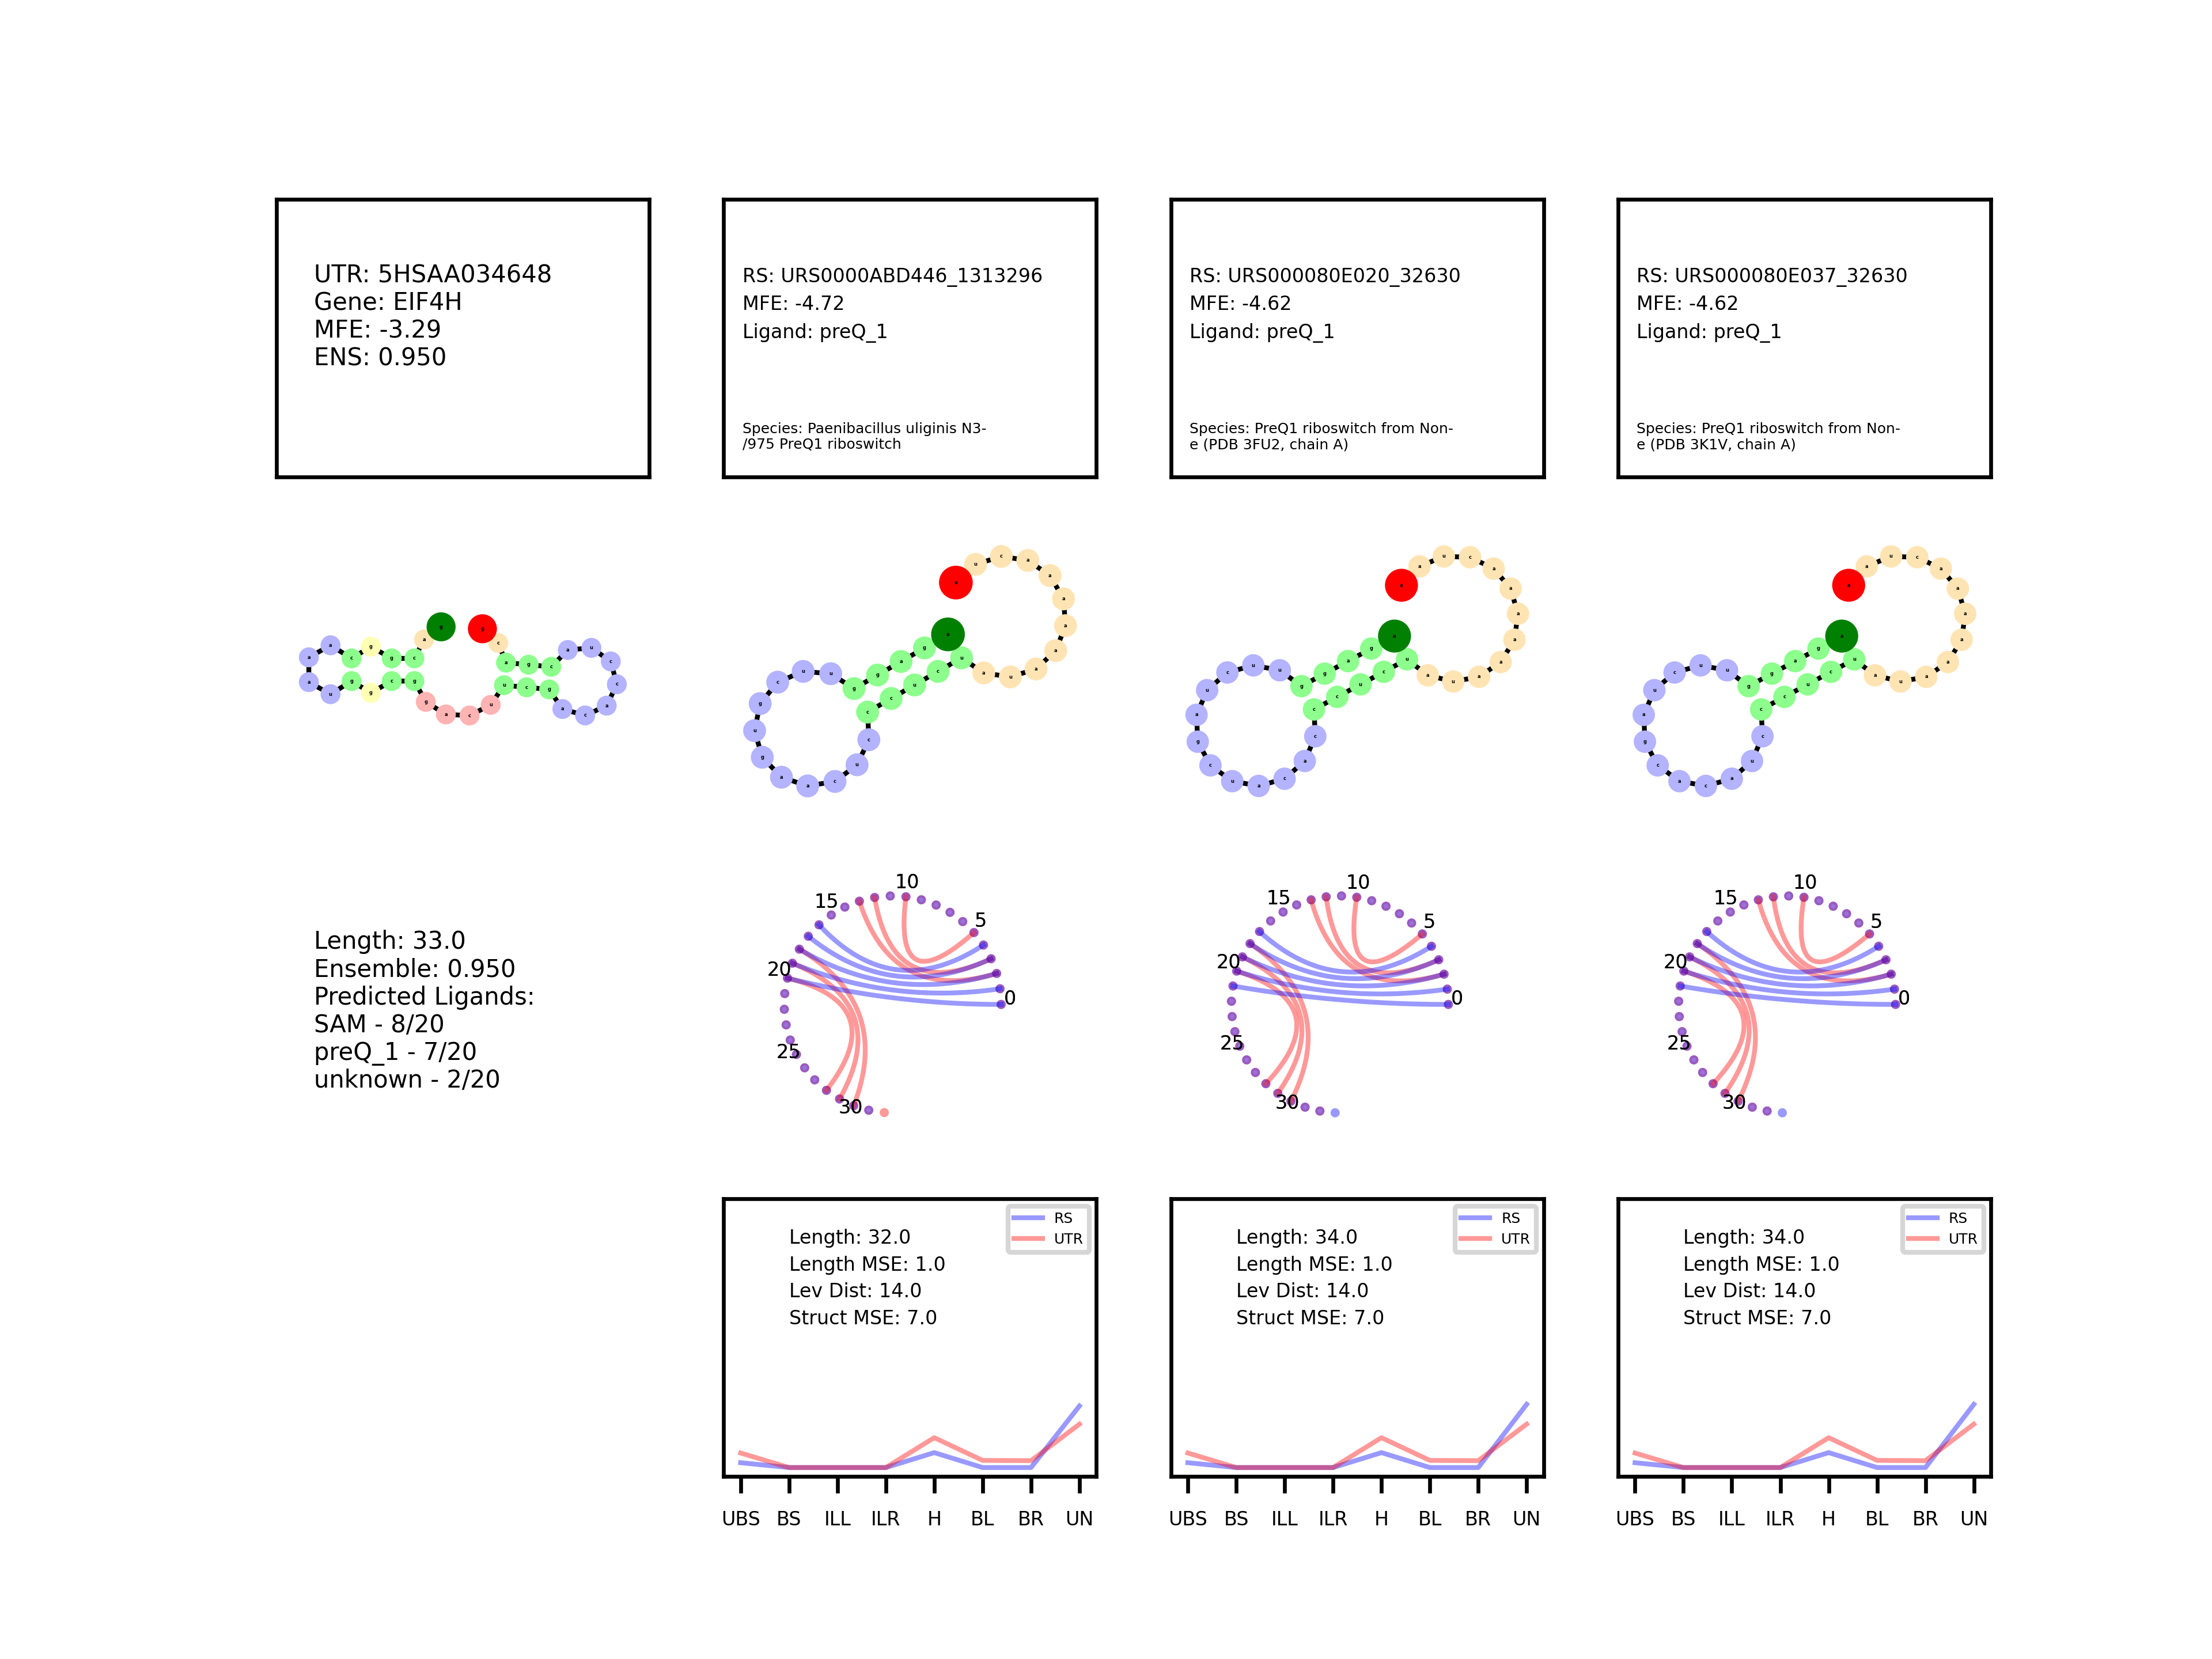 UTR: 5HSAA034648
Gene: EIF4H
MFE: -3.29
ENS: 0.950
RS: URS0000ABD446_1313296
MFE: -4.72
Ligand: preQ_1
Species: Paenibacillus uliginis N3-
/975 PreQ1 riboswitch
RS: URS000080E020_32630
MFE: -4.62
Ligand: preQ_1
Species: PreQ1 riboswitch from Non-
e (PDB 3FU2, chain A)
RS: URS000080E037_32630
MFE: -4.62
Ligand: preQ_1
Species: PreQ1 riboswitch from Non-
e (PDB 3K1V, chain A)
Length: 33.0
Ensemble: 0.950
Predicted Ligands:
SAM - 8/20
preQ_1 - 7/20
unknown - 2/20
0
5
10
15
20
25
30
0
5
10
15
20
25
30
0
5
10
15
20
25
30
RS
UTR
Length: 32.0
Length MSE: 1.0
Lev Dist: 14.0
Struct MSE: 7.0
UBS BS ILL ILR H BL BR UN
RS
UTR
Length: 34.0
Length MSE: 1.0
Lev Dist: 14.0
Struct MSE: 7.0
UBS BS ILL ILR H BL BR UN
RS
UTR
Length: 34.0
Length MSE: 1.0
Lev Dist: 14.0
Struct MSE: 7.0
UBS BS ILL ILR H BL BR UN